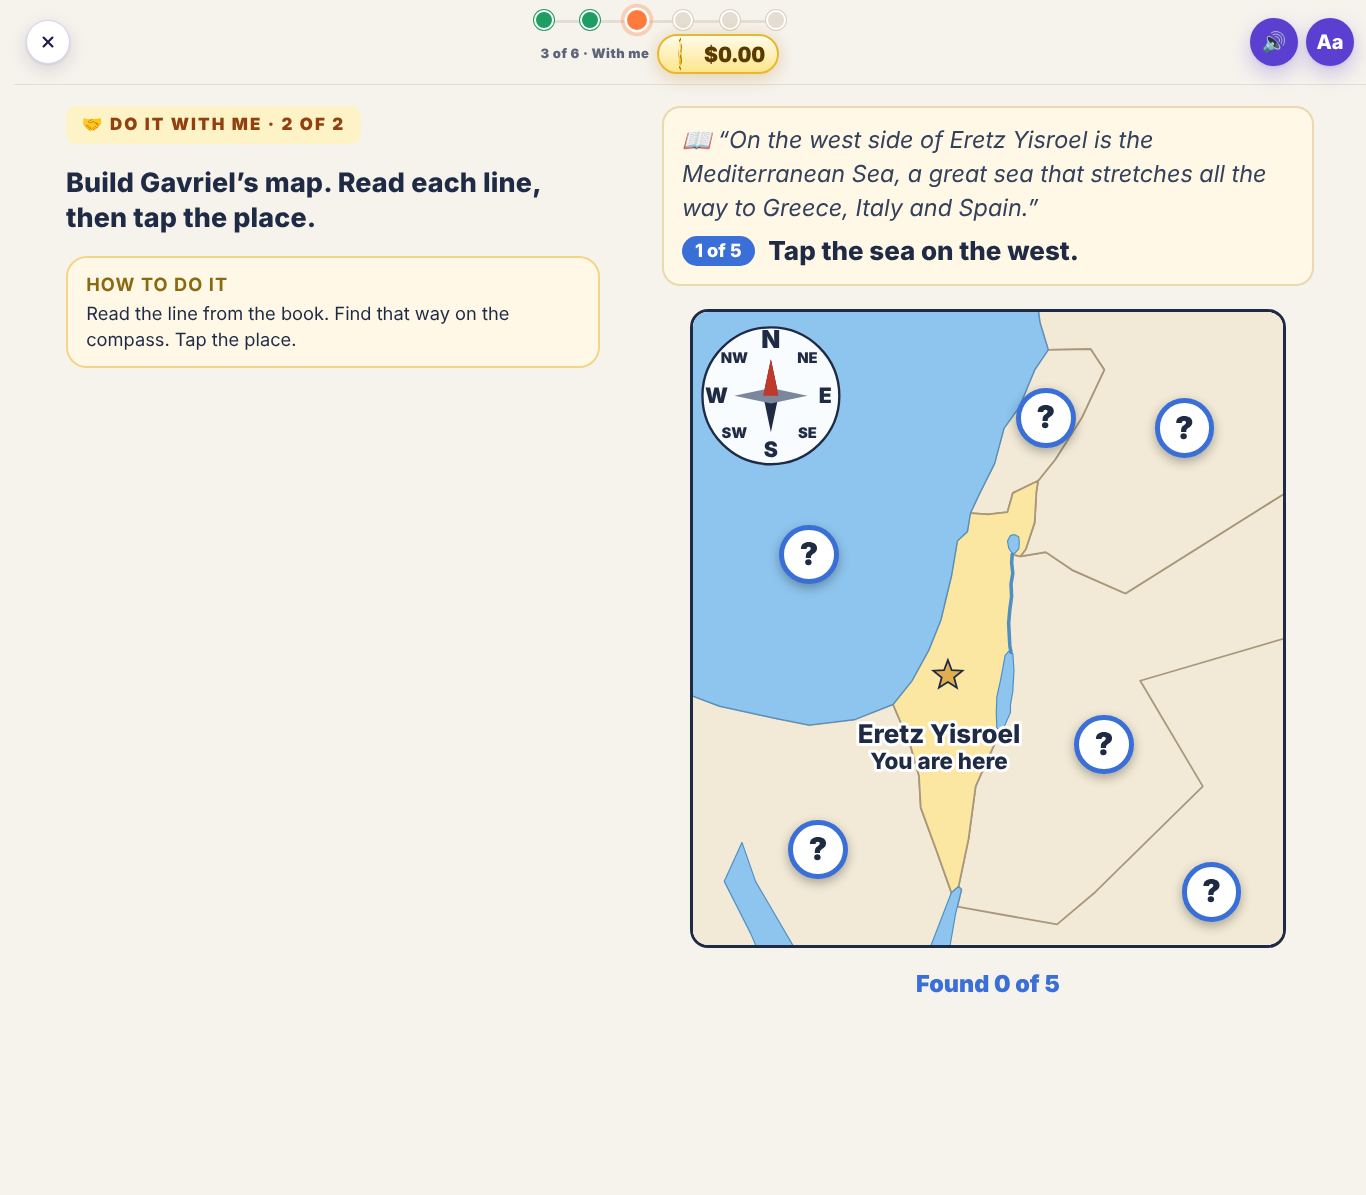 ×
3 of 6 · With me
$0.00
🔊
Aa
🤝 DO IT WITH ME · 2 OF 2
Build Gavriel’s map. Read each line,
then tap the place.
HOW TO DO IT
Read the line from the book. Find that way on the
compass. Tap the place.
📖 “On the west side of Eretz Yisroel is the
Mediterranean Sea, a great sea that stretches all the
way to Greece, Italy and Spain.”
1 of 5 Tap the sea on the west.
N
NW NE
W E
SW SE
S
?
?
?
Eretz Yisroel
You are here
?
?
?
Found 0 of 5